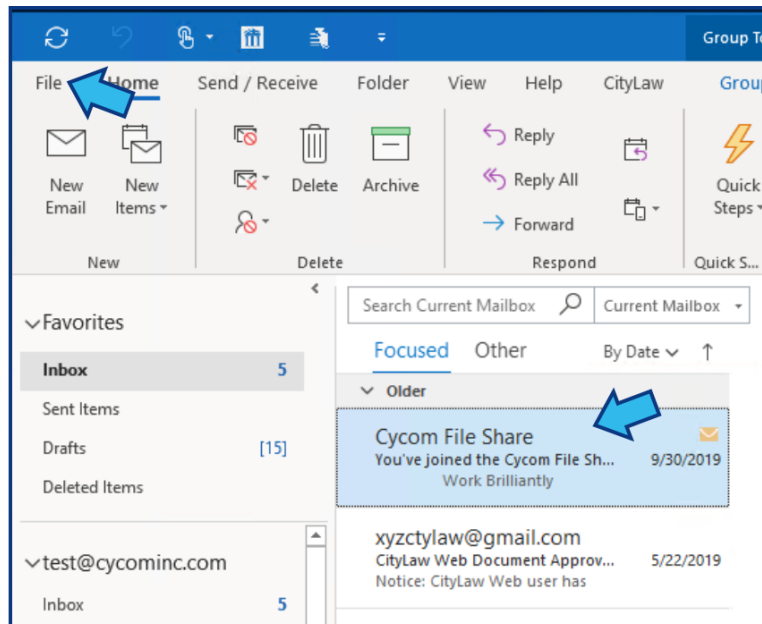 Group Te
File Home Send / Receive Folder View Help CityLaw Group
New Email
New Items
Delete
Archive
Reply
Reply All
Forward
Quick Steps
New Delete Respond Quick S...
Favorites
Inbox 5
Sent Items
Drafts [15]
Deleted Items
test@cycominc.com
Inbox 5
Search Current Mailbox Current Mailbox
Focused Other By Date
Older
Cycom File Share
You've joined the Cycom File Sh... 9/30/2019
Work Brilliantly
xyzctylaw@gmail.com
CityLaw Web Document Approv... 5/22/2019
Notice: CityLaw Web user has